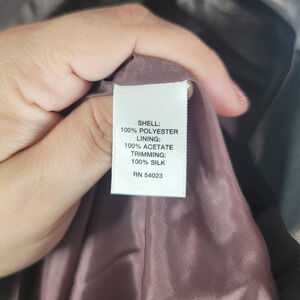 SHELL:
100% POLYESTER
LINING:
100% ACETATE
TRIMMING:
100% SILK
RN 54023